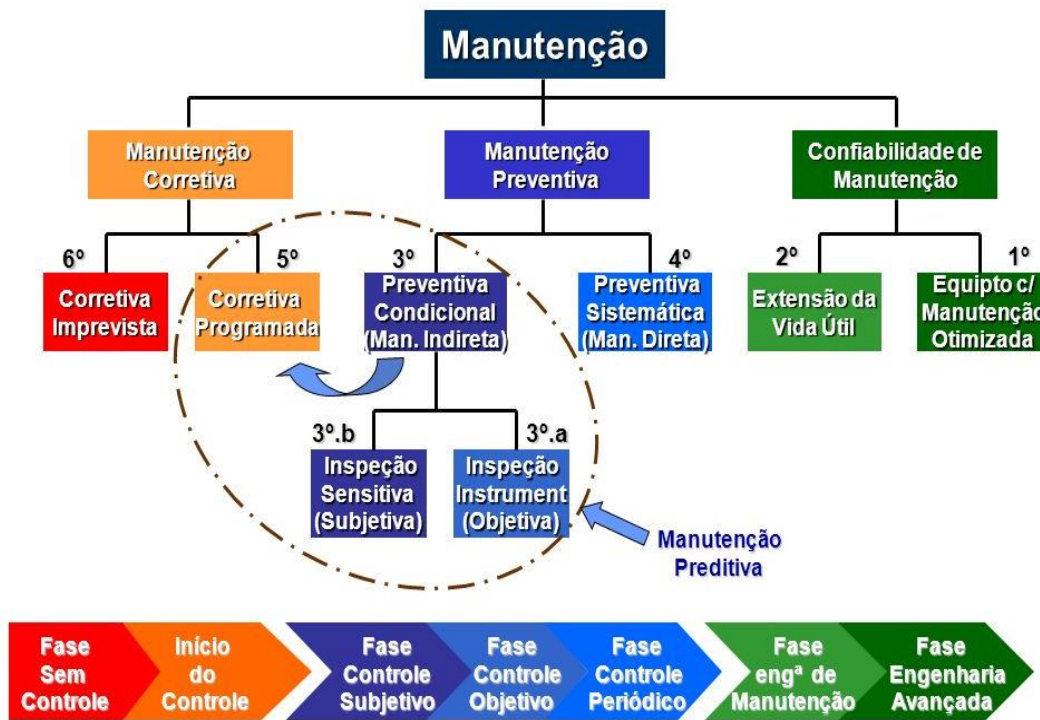 Manutenção
Manutenção
Corretiva
Manutenção
Preventiva
Confiabilidade de
Manutenção
6º
Corretiva
Imprevista
5º
Corretiva
Programada
3º
Preventiva
Condicional
(Man. Indireta)
4º
Preventiva
Sistemática
(Man. Direta)
2º
Extensão da
Vida Útil
1º
Equipto c/
Manutenção
Otimizada
3º.b
Inspeção
Sensitiva
(Subjetiva)
3º.a
Inspeção
Instrument
(Objetiva)
Manutenção
Preditiva
Fase
Sem
Controle
Início
do
Controle
Fase
Controle
Subjetivo
Fase
Controle
Objetivo
Fase
Controle
Periódico
Fase
engª de
Manutenção
Fase
Engenharia
Avançada